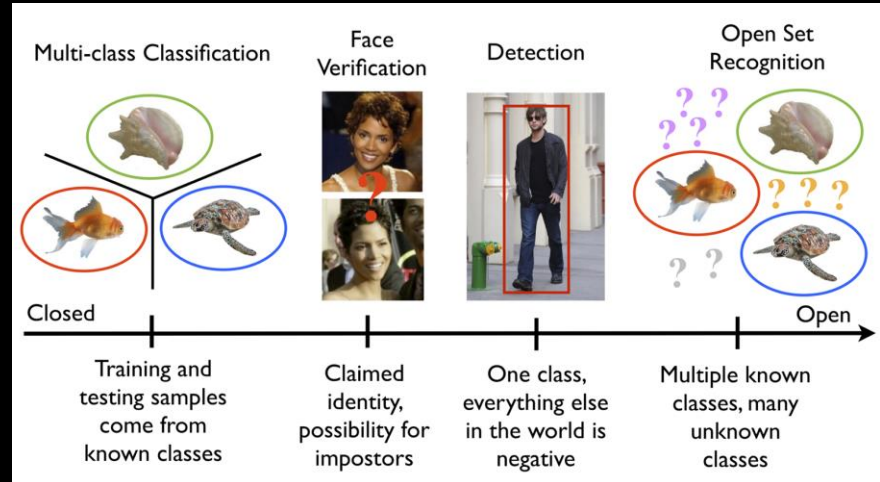 Multi-class Classification
Face
Verification
Detection
Open Set
Recognition
?
? ? ? ? ?
? ? ?
? ?
Closed
Open
Training and
testing samples
come from
known classes
Claimed
identity,
possibility for
impostors
One class,
everything else
in the world is
negative
Multiple known
classes, many
unknown
classes